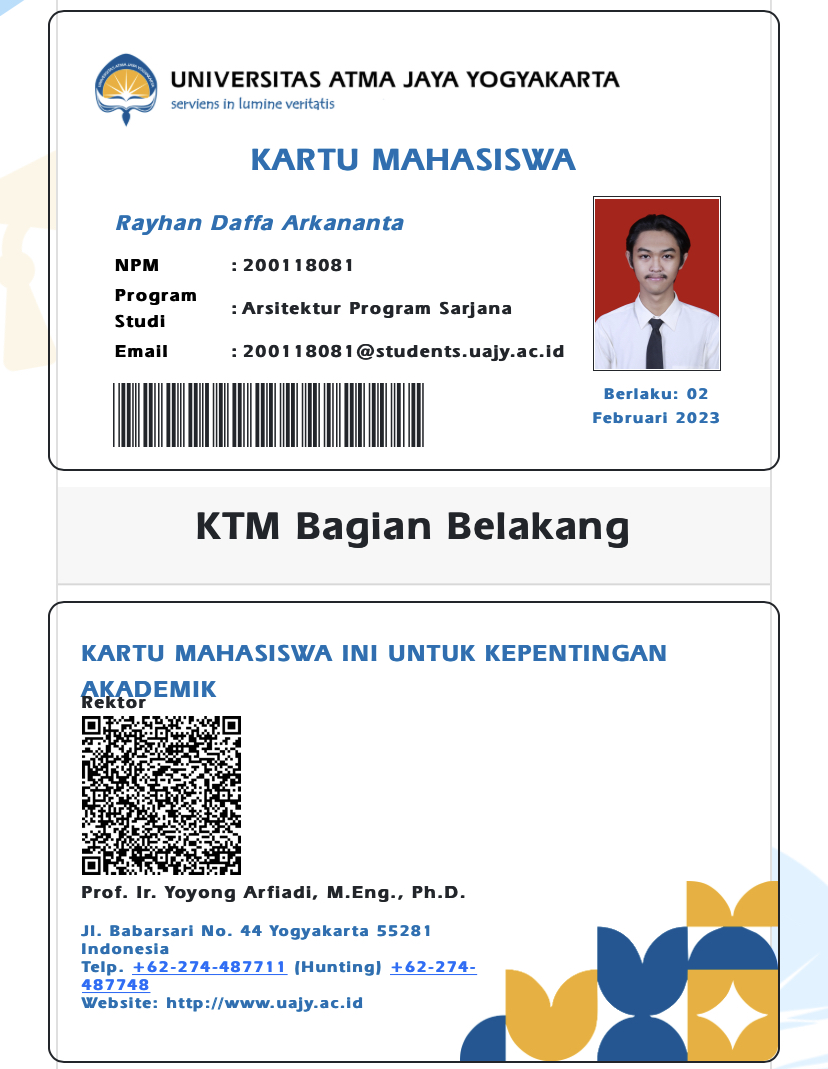 UNIVERSITAS ATMA JAYA YOGYAKARTA
serviens in lumine veritatis
KARTU MAHASISWA
Rayhan Daffa Arkananta
NPM : 200118081
Program Studi : Arsitektur Program Sarjana
Email : 200118081@students.uajy.ac.id
Berlaku: 02
Februari 2023
KTM Bagian Belakang
KARTU MAHASISWA INI UNTUK KEPENTINGAN
AKADEMIK
Rektor
Prof. Ir. Yoyong Arfiadi, M.Eng., Ph.D.
Jl. Babarsari No. 44 Yogyakarta 55281
Indonesia
Telp. +62-274-487711 (Hunting) +62-274-
487748
Website: http://www.uajy.ac.id